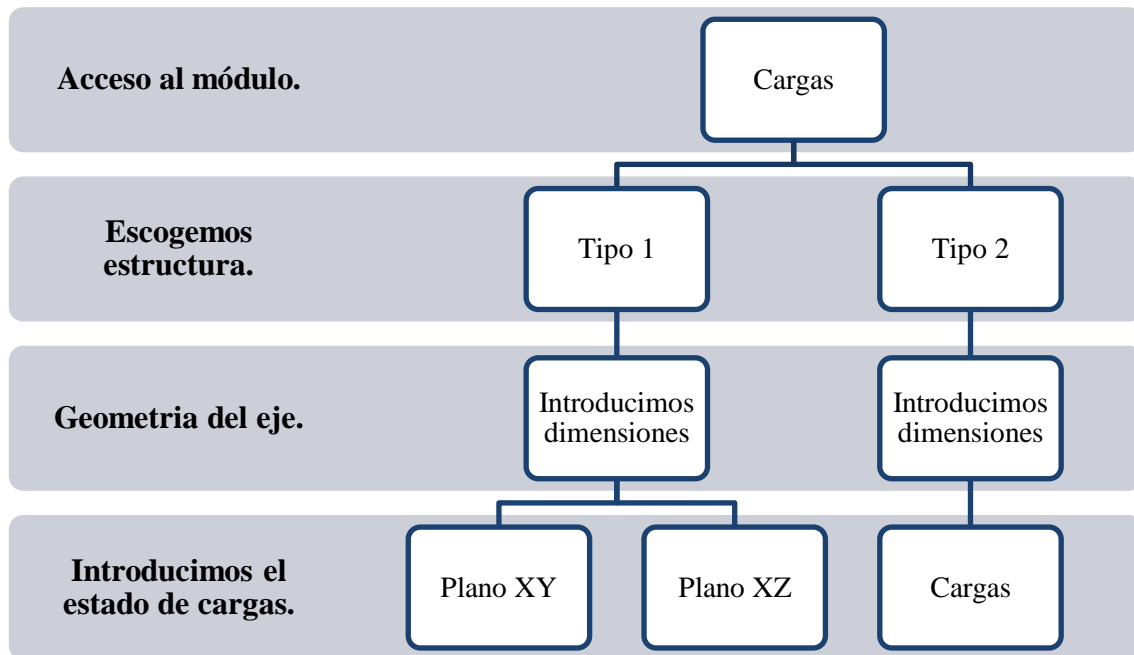 Acceso al módulo.
Cargas
Escogemos
estructura.
Tipo 1
Tipo 2
Geometria del eje.
Introducimos
dimensiones
Introducimos
dimensiones
Introducimos el
estado de cargas.
Plano XY
Plano XZ
Cargas